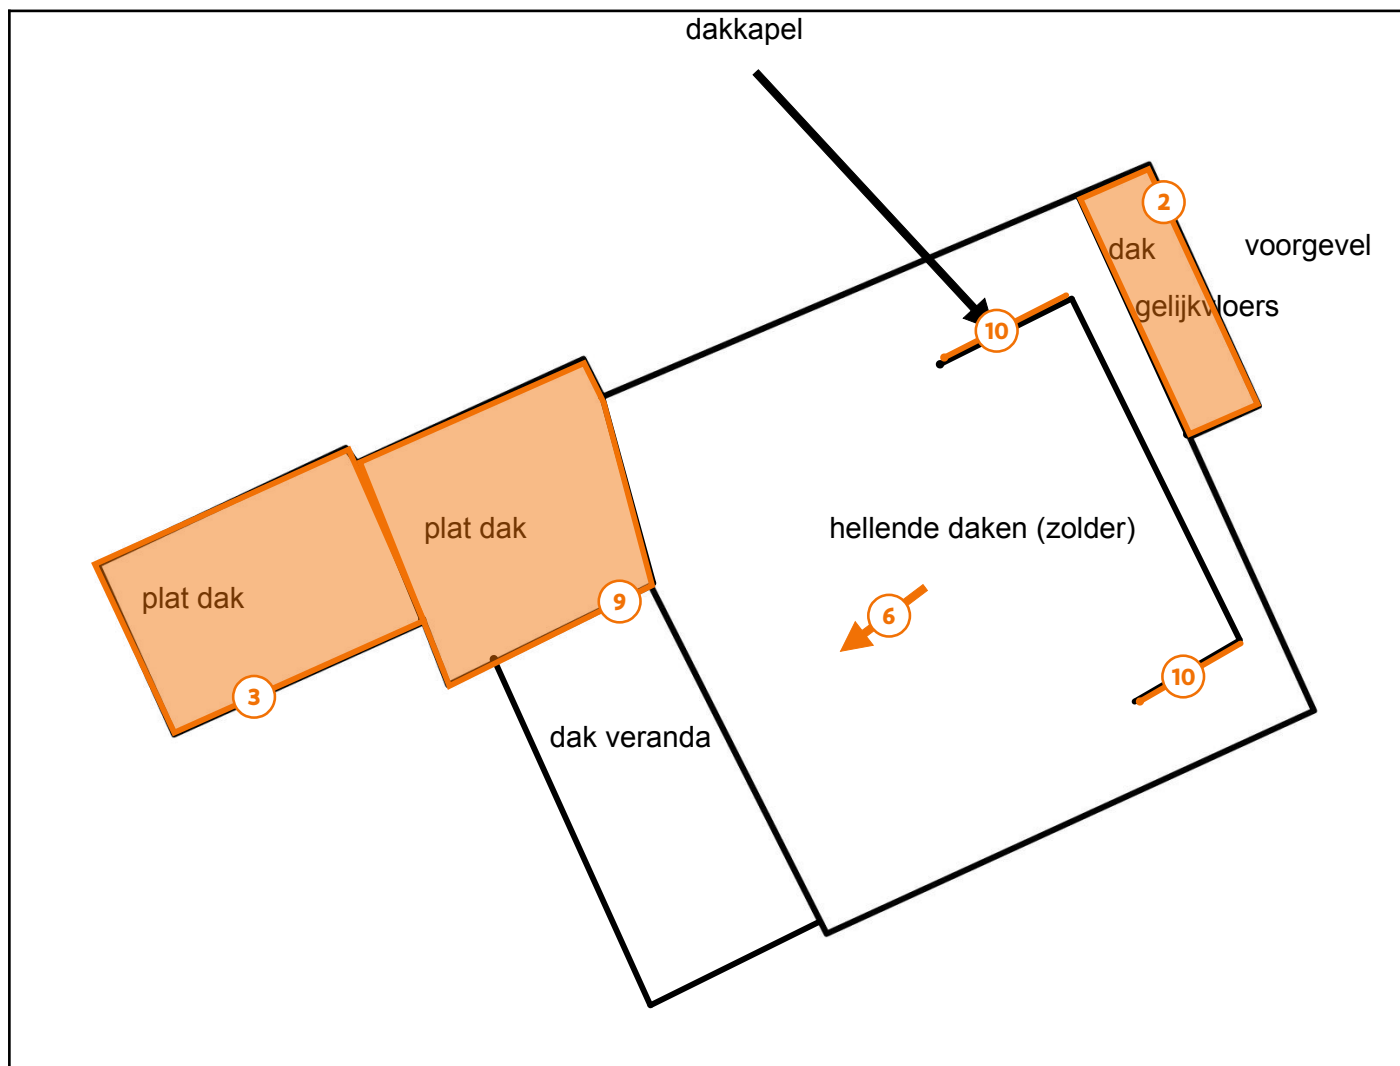 dakkapel
2
dak
voorgevel
gelijkvloers
10
plat dak
hellende daken (zolder)
plat dak
9
6
3
10
dak veranda